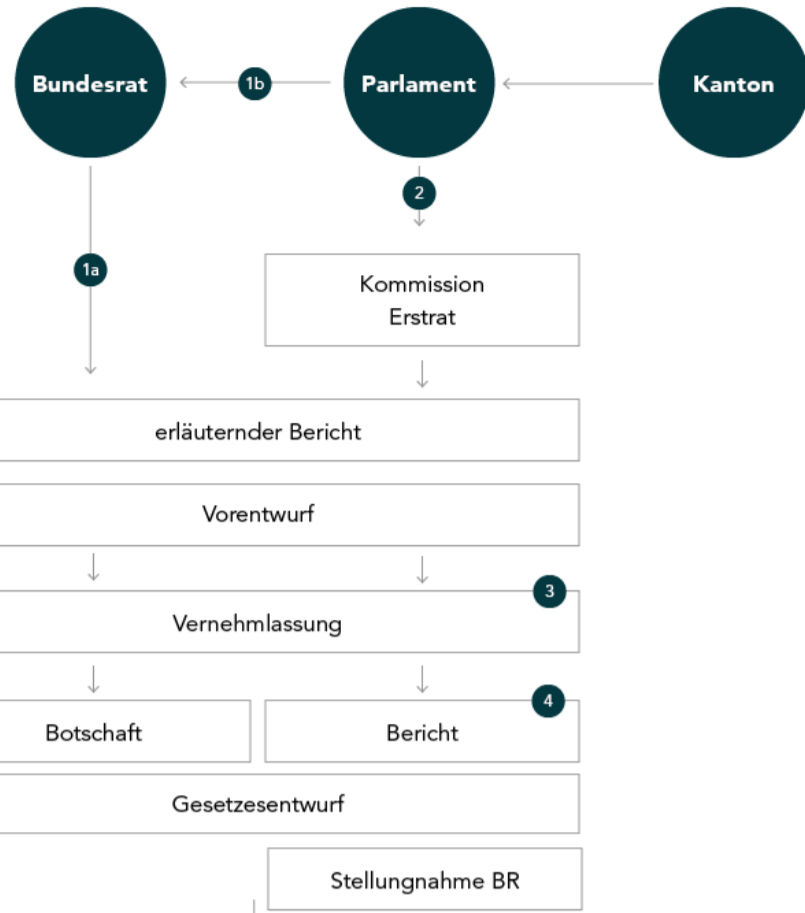 Bundesrat
1b
Parlament
Kanton
2
1a
Kommission
Erstrat
erläuternder Bericht
Vorentwurf
3
Vernehmlassung
4
Botschaft
Bericht
Gesetzesentwurf
Stellungnahme BR